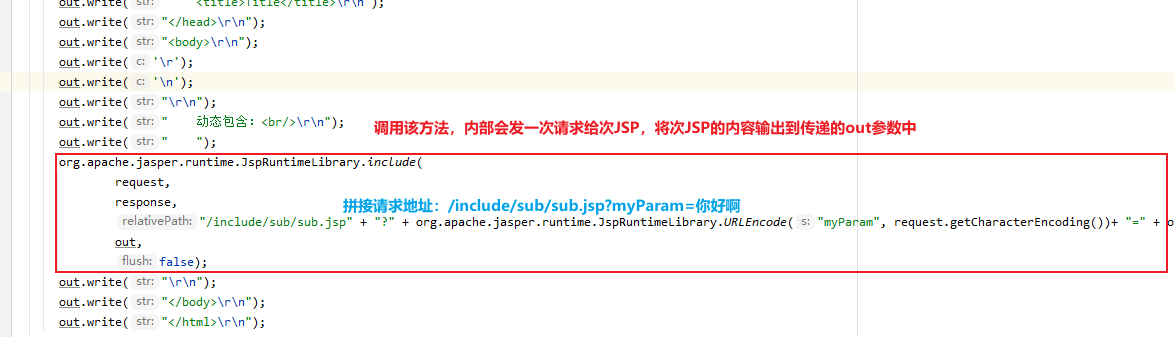 out.write( str: "    <title>Title</title>\r\n");
out.write( str: "</head>\r\n");
out.write( str: "<body>\r\n");
out.write( c: '\r');
out.write( c: '\n');
out.write( str: "\r\n");
out.write( str: "    动态包含：<br/>\r\n");
调用该方法，内部会发一次请求给次JSP，将次JSP的内容输出到传递的out参数中
out.write( str: "    ");
org.apache.jasper.runtime.JspRuntimeLibrary.include(
request,
response,
拼接请求地址：/include/sub/sub.jsp?myParam=你好啊
relativePath: "/include/sub/sub.jsp" + "?" + org.apache.jasper.runtime.JspRuntimeLibrary.URLEncode( s: "myParam", request.getCharacterEncoding())+ "=" + o
out,
flush: false);
out.write( str: "\r\n");
out.write( str: "</body>\r\n");
out.write( str: "</html>\r\n");